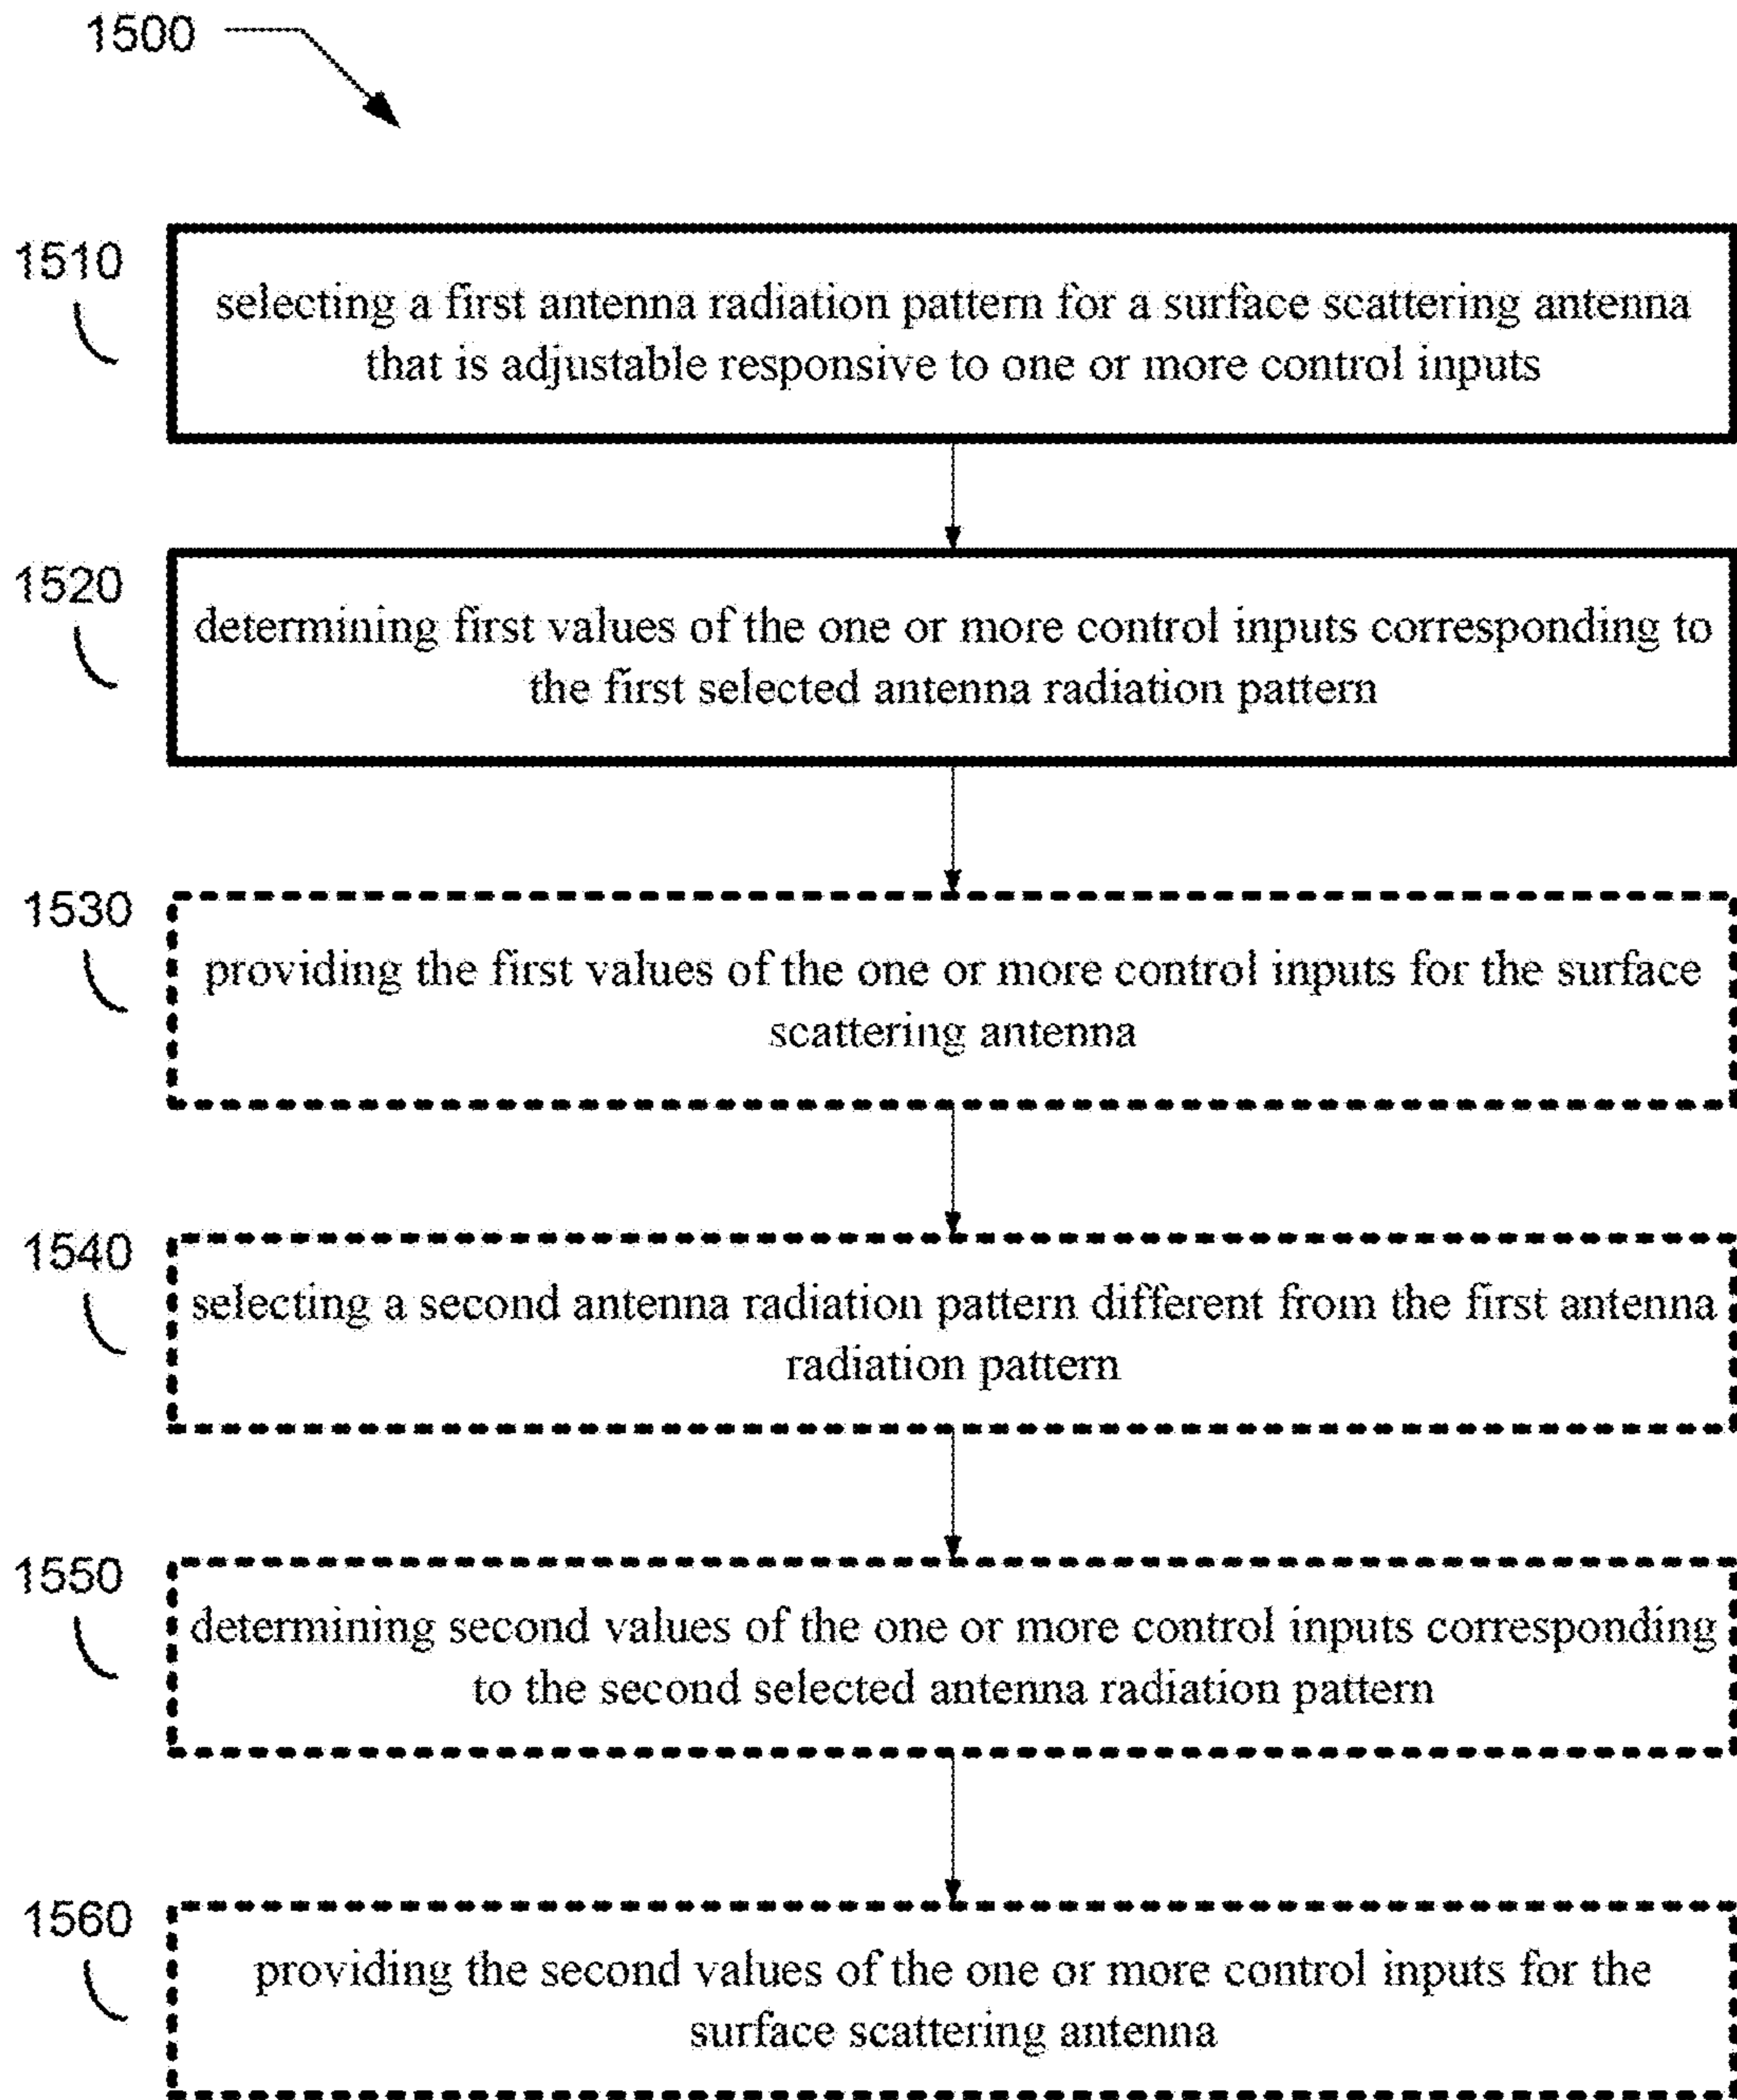 1500
1510
selecting a first antenna radiation pattern for a surface scattering antenna
that is adjustable responsive to one or more control inputs
1520
determining first values of the one or more control inputs corresponding to
the first selected antenna radiation pattern
1530
providing the first values of the one or more control inputs for the surface
scattering antenna
1540
selecting a second antenna radiation pattern different from the first antenna
radiation pattern
1550
determining second values of the one or more control inputs corresponding
to the second selected antenna radiation pattern
1560
providing the second values of the one or more control inputs for the
surface scattering antenna